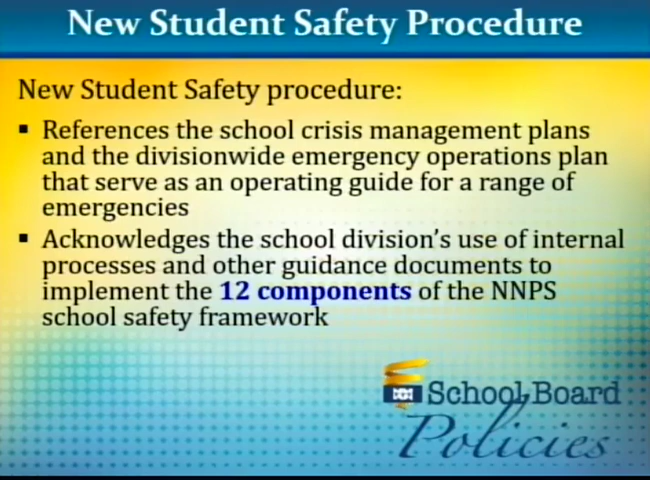 New Student Safety Procedure
New Student Safety procedure:
▪ References the school crisis management plans
and the divisionwide emergency operations plan
that serve as an operating guide for a range of
emergencies
▪ Acknowledges the school division's use of internal
processes and other guidance documents to
implement the 12 components of the NNPS
school safety framework
School Board
Policies